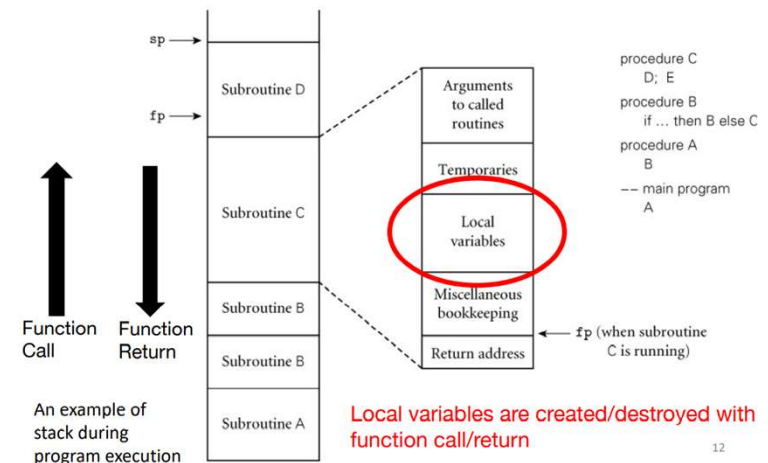 sp
Subroutine D
fp
Subroutine C
Subroutine B
Subroutine B
Subroutine A
Function
Call
Function
Return
An example of
stack during
program execution
Arguments
to called
routines
Temporaries
Local
variables
Miscellaneous
bookkeeping
Return address
fp (when subroutine
C is running)
procedure C
D; E
procedure B
if ... then B else C
procedure A
B
-- main program
A
Local variables are created/destroyed with
function call/return
12